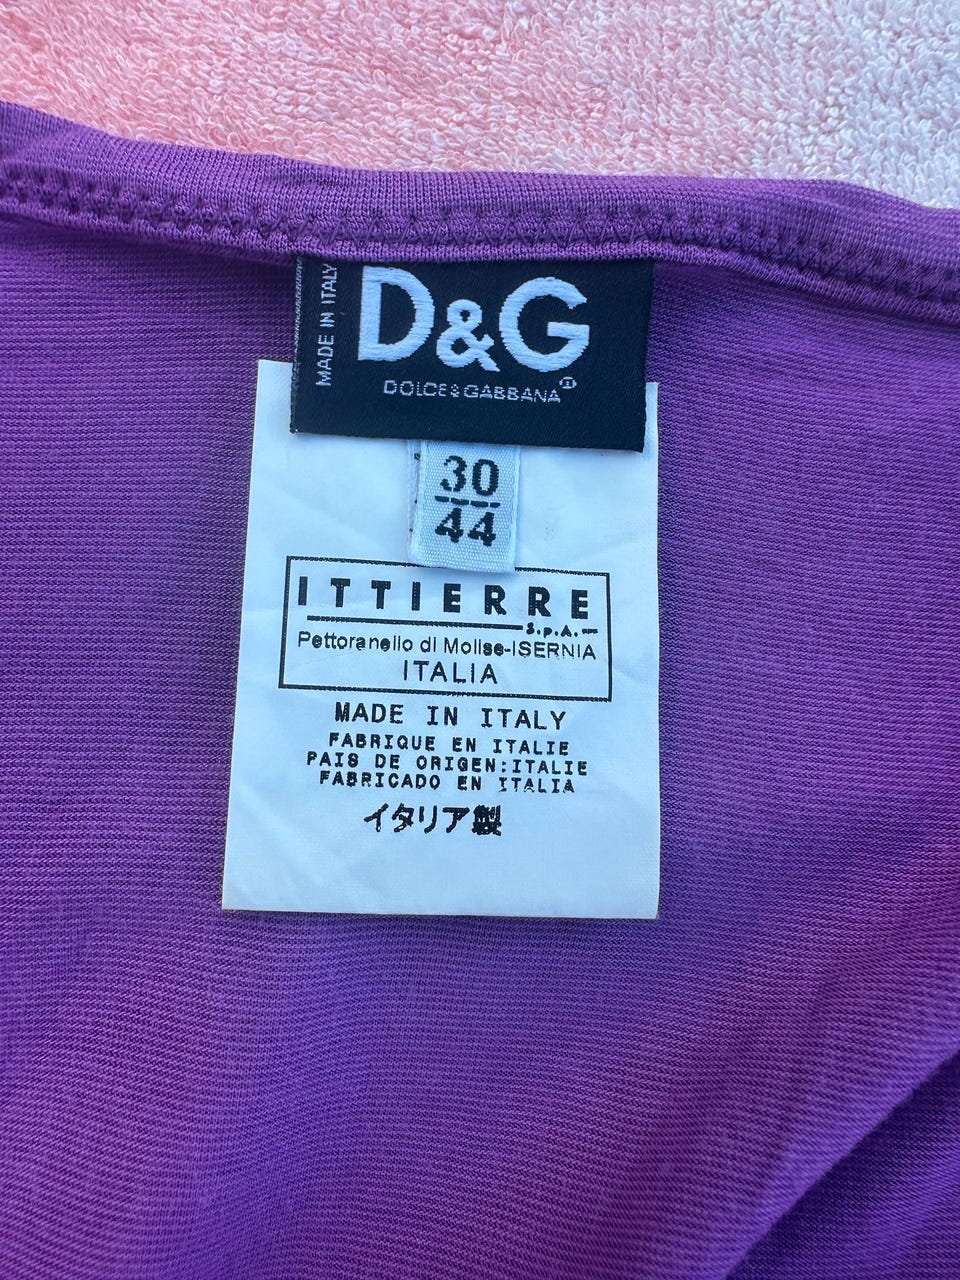 MADE IN ITALY
D&G
DOLCE&GABBANA
30
44
ITTIERRE
S.p.A.
Pettoranello di Molise-ISERNIA
ITALIA
MADE IN ITALY
FABRIQUE EN ITALIE
PAIS DE ORIGEN:ITALIE
FABRICADO EN ITALIA
イタリア製